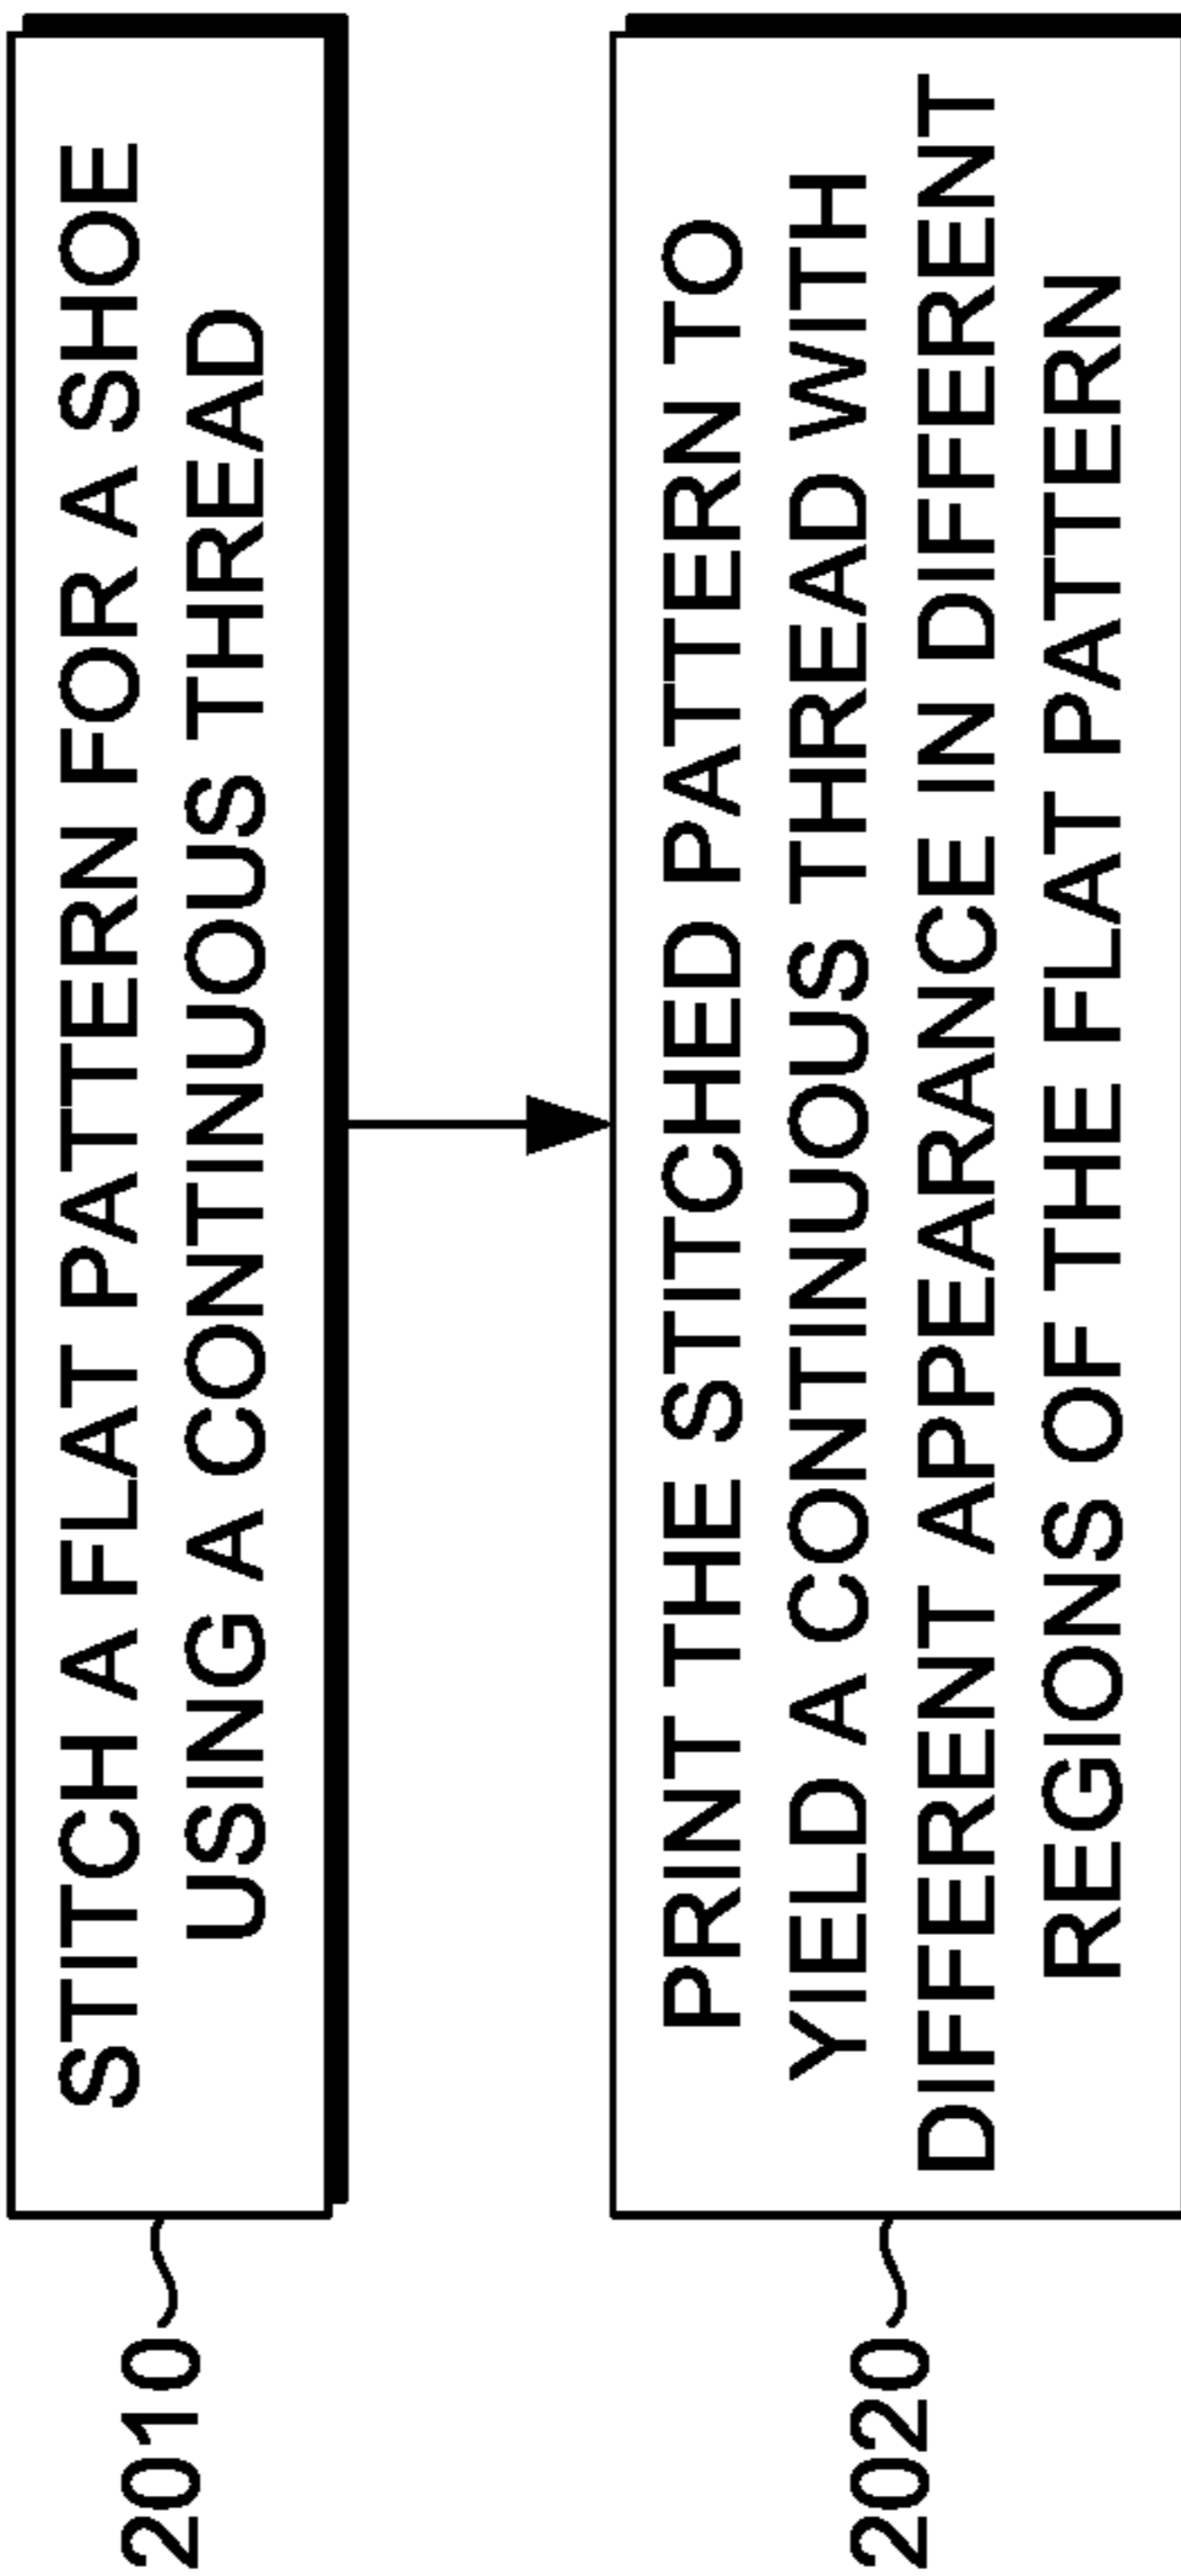 2010
STITCH A FLAT PATTERN FOR A SHOE
USING A CONTINUOUS THREAD
2020
PRINT THE STITCHED PATTERN TO
YIELD A CONTINUOUS THREAD WITH
DIFFERENT APPEARANCE IN DIFFERENT
REGIONS OF THE FLAT PATTERN